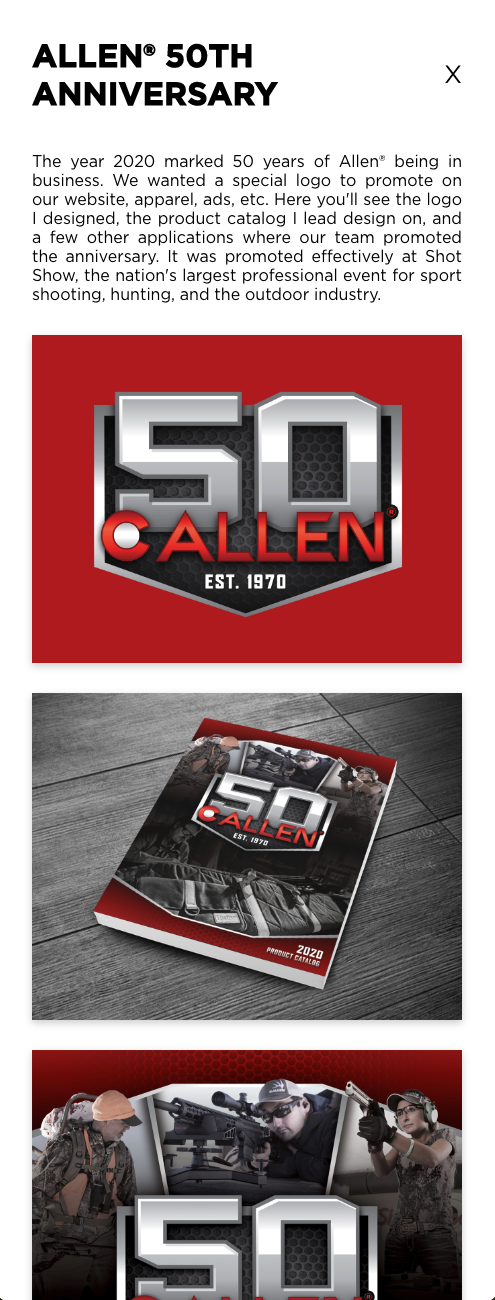 ALLEN® 50TH
ANNIVERSARY
X
The year 2020 marked 50 years of Allen® being in
business. We wanted a special logo to promote on
our website, apparel, ads, etc. Here you'll see the logo
I designed, the product catalog I lead design on, and
a few other applications where our team promoted
the anniversary. It was promoted effectively at Shot
Show, the nation's largest professional event for sport
shooting, hunting, and the outdoor industry.
50
ALLEN®
EST. 1970
50
ALLEN
EST. 1970
2020
PRODUCT CATALOG
50
ALLEN